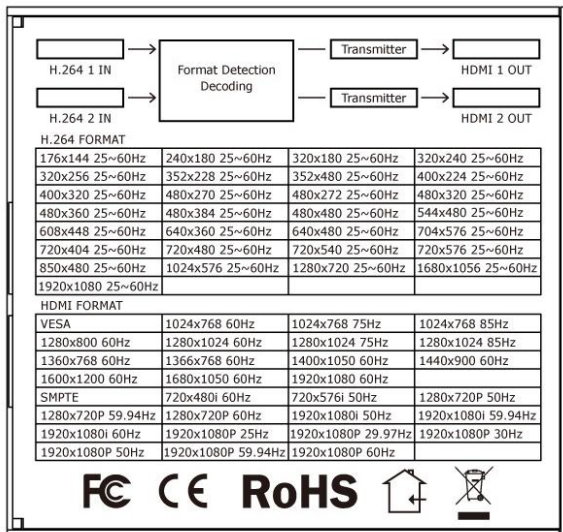 Transmitter
H.264 1 IN
Format Detection
Decoding
HDMI 1 OUT
Transmitter
H.264 2 IN
HDMI 2 OUT
H.264 FORMAT
176x144 25~60Hz 240x180 25~60Hz 320x180 25~60Hz 320x240 25~60Hz
320x256 25~60Hz 352x228 25~60Hz 352x480 25~60Hz 400x224 25~60Hz
400x320 25~60Hz 480x270 25~60Hz 480x272 25~60Hz 480x320 25~60Hz
480x360 25~60Hz 480x384 25~60Hz 480x480 25~60Hz 544x480 25~60Hz
608x448 25~60Hz 640x360 25~60Hz 640x480 25~60Hz 704x576 25~60Hz
720x404 25~60Hz 720x480 25~60Hz 720x540 25~60Hz 720x576 25~60Hz
850x480 25~60Hz 1024x576 25~60Hz 1280x720 25~60Hz 1680x1056 25~60Hz
1920x1080 25~60Hz
HDMI FORMAT
VESA 1024x768 60Hz 1024x768 75Hz 1024x768 85Hz
1280x800 60Hz 1280x1024 60Hz 1280x1024 75Hz 1280x1024 85Hz
1360x768 60Hz 1366x768 60Hz 1400x1050 60Hz 1440x900 60Hz
1600x1200 60Hz 1680x1050 60Hz 1920x1080 60Hz
SMPTE 720x480i 60Hz 720x576i 50Hz 1280x720P 50Hz
1280x720P 59.94Hz 1280x720P 60Hz 1920x1080i 50Hz 1920x1080i 59.94Hz
1920x1080i 60Hz 1920x1080P 25Hz 1920x1080P 29.97Hz 1920x1080P 30Hz
1920x1080P 50Hz 1920x1080P 59.94Hz 1920x1080P 60Hz
FC CE RoHS